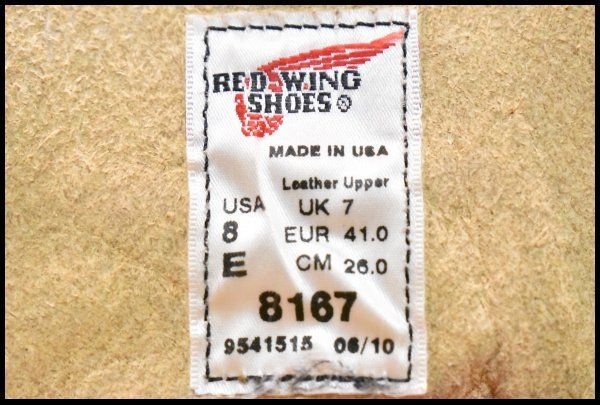 RED WING
SHOES ®
MADE IN USA
Leather Upper
USA UK 7
8 EUR 41.0
E CM 26.0
8167
9541515 06/10